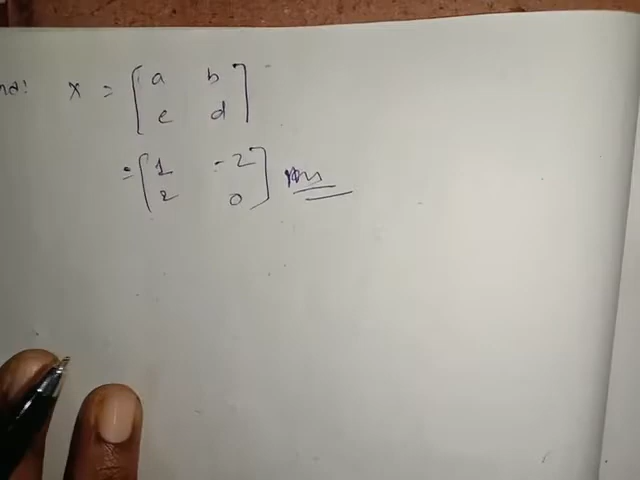 x = [a b
c d]
= [1 -2
2 0] Ans